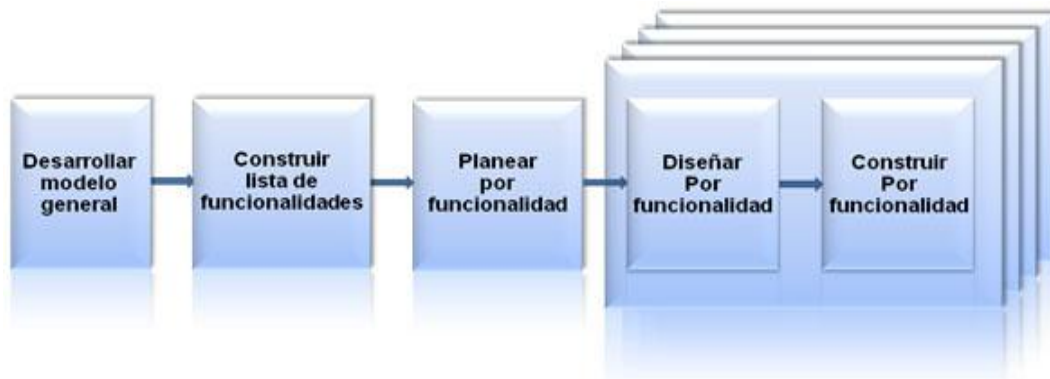 Desarrollar
modelo
general
Construir
lista de
funcionalidades
Planear
por
funcionalidad
Diseñar
Por
funcionalidad
Construir
Por
funcionalidad